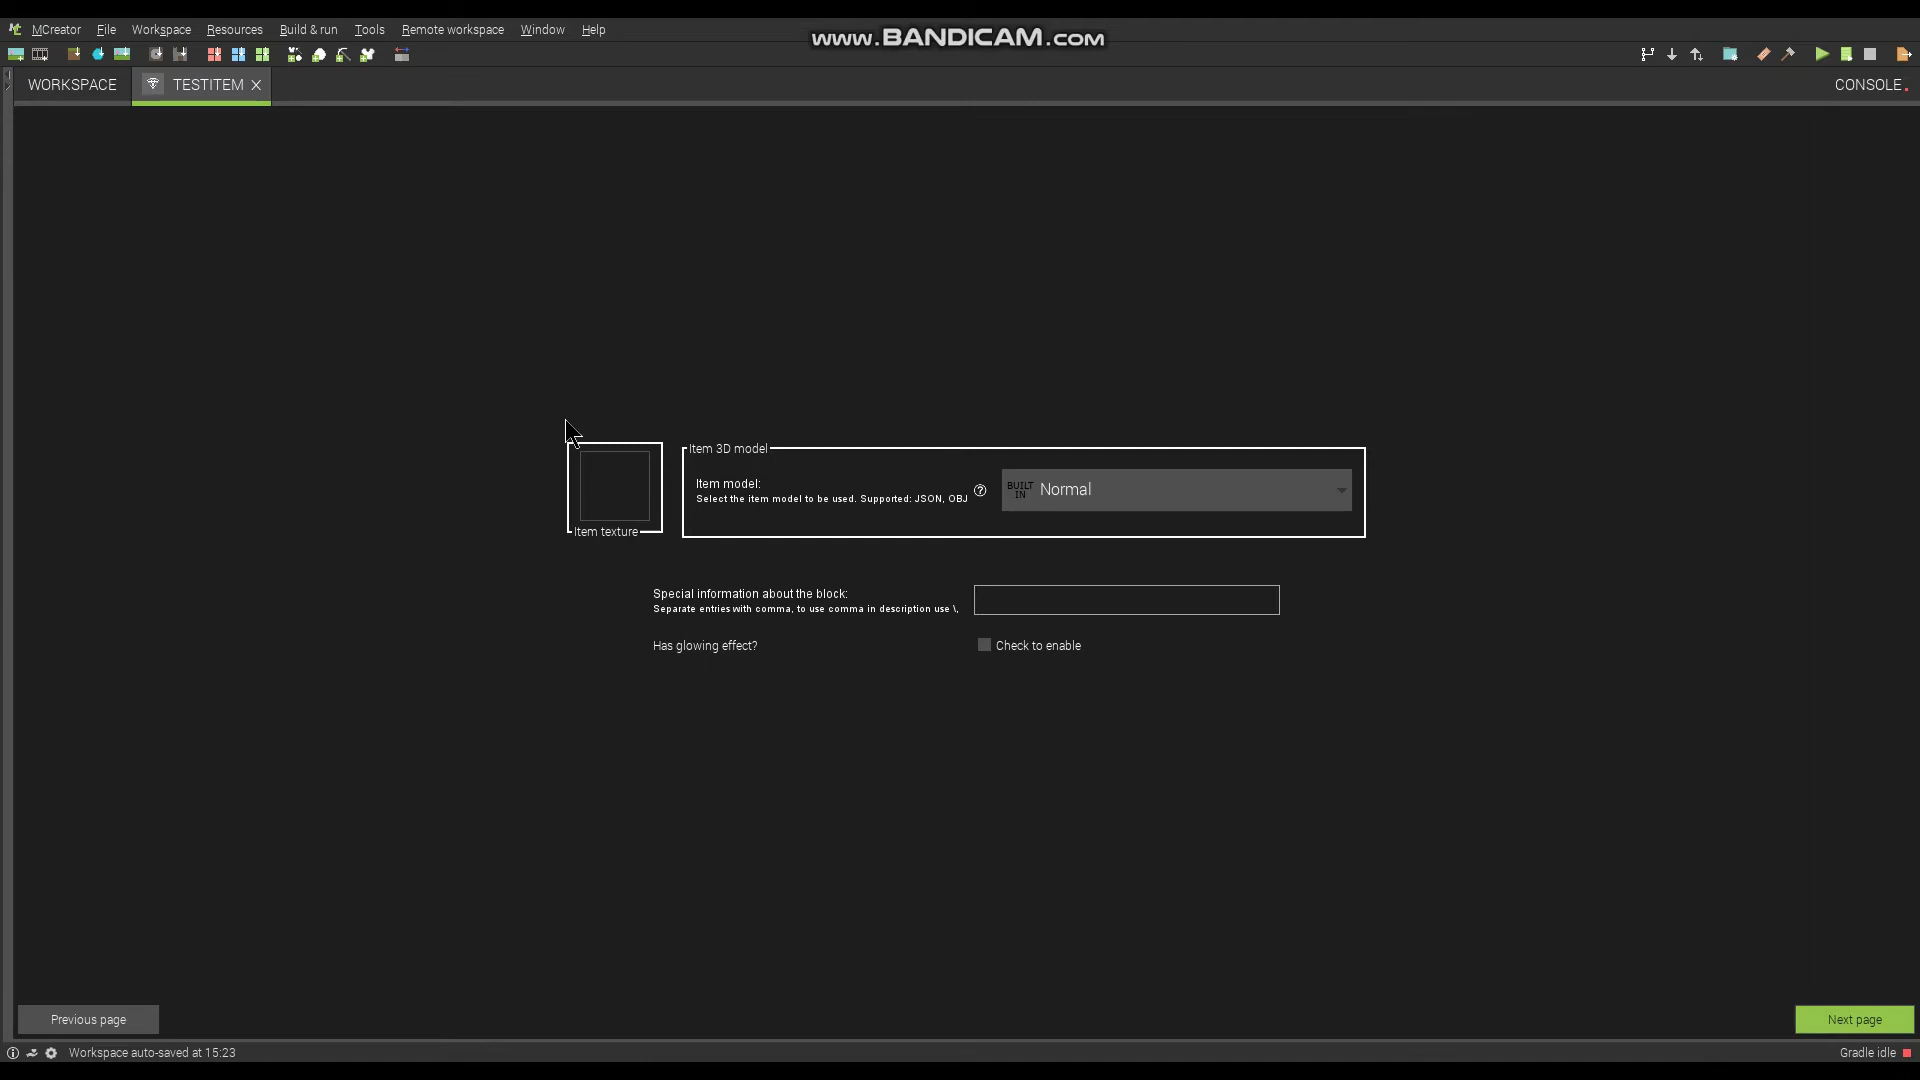 www.BANDICAM.com
MCreator File Workspace Resources Build & run Tools Remote workspace Window Help
WORKSPACE TESTITEM CONSOLE
Item 3D model
Item model:
Select the item model to be used. Supported: JSON, OBJ
BUILT IN Normal
Item texture
Special information about the block:
Separate entries with comma, to use comma in description use \,
Has glowing effect? Check to enable
Previous page Next page
Workspace auto-saved at 15:23 Gradle idle